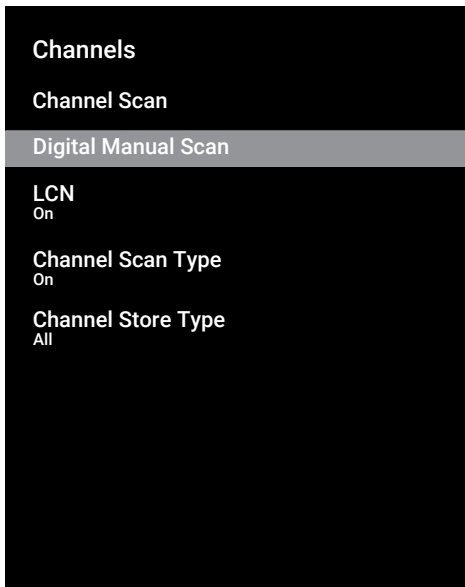 Channels
Channel Scan
Digital Manual Scan
LCN
On
Channel Scan Type
On
Channel Store Type
All